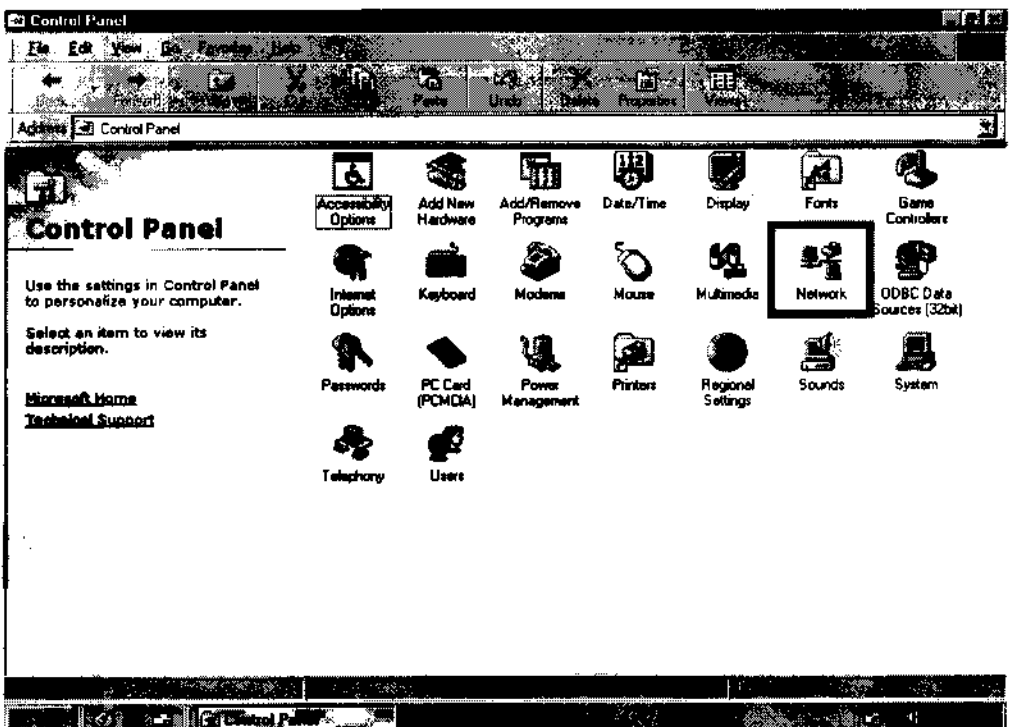 Control Panel
File Edit View Go Favorites Help
Back Forward Up Cut Paste Undo Delete Properties Views
Address Control Panel
Control Panel
Use the settings in Control Panel
to personalize your computer.
Select an item to view its
description.
Microsoft Home
Technical Support
Accessibility
Options
Add New
Hardware
Add/Remove
Programs
Date/Time
Display
Fonts
Game
Controllers
Internet
Options
Keyboard
Modems
Mouse
Multimedia
Network
ODBC Data
Sources (32bit)
Passwords
PC Card
(PCMCIA)
Power
Management
Printers
Regional
Settings
Sounds
System
Telephony
Users
Control Panel